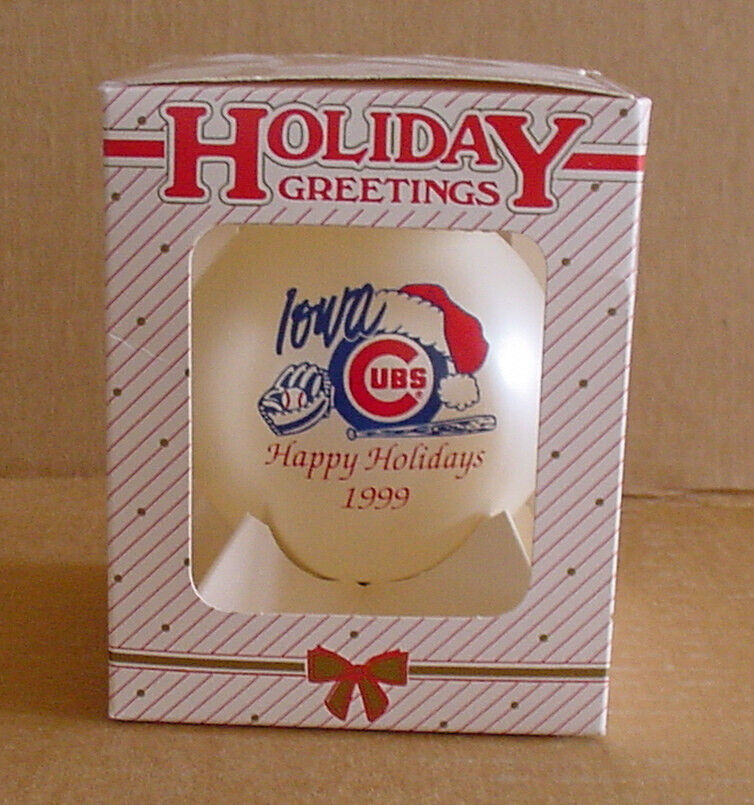 HOLIDAY
GREETINGS
Iowa
CUBS®
Happy Holidays
1999